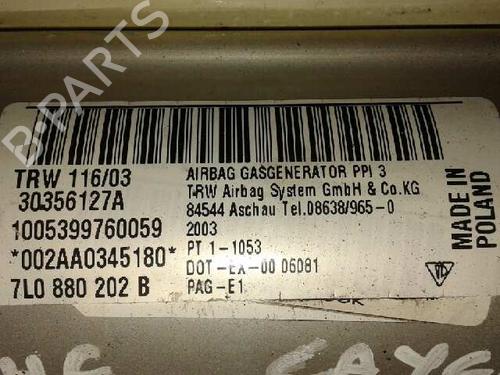 TRW 116/03
30356127A
1005399760059
*002AA0345180*
7L0 880 202 B
AIRBAG GASGENERATOR PPI 3
TRW Airbag System GmbH & Co.KG
84544 Aschau Tel.08638/965-0
2003
PT 1-1053
DOT-EX-00 06081
PAG-E1
MADE IN
POLAND
B-PARTS